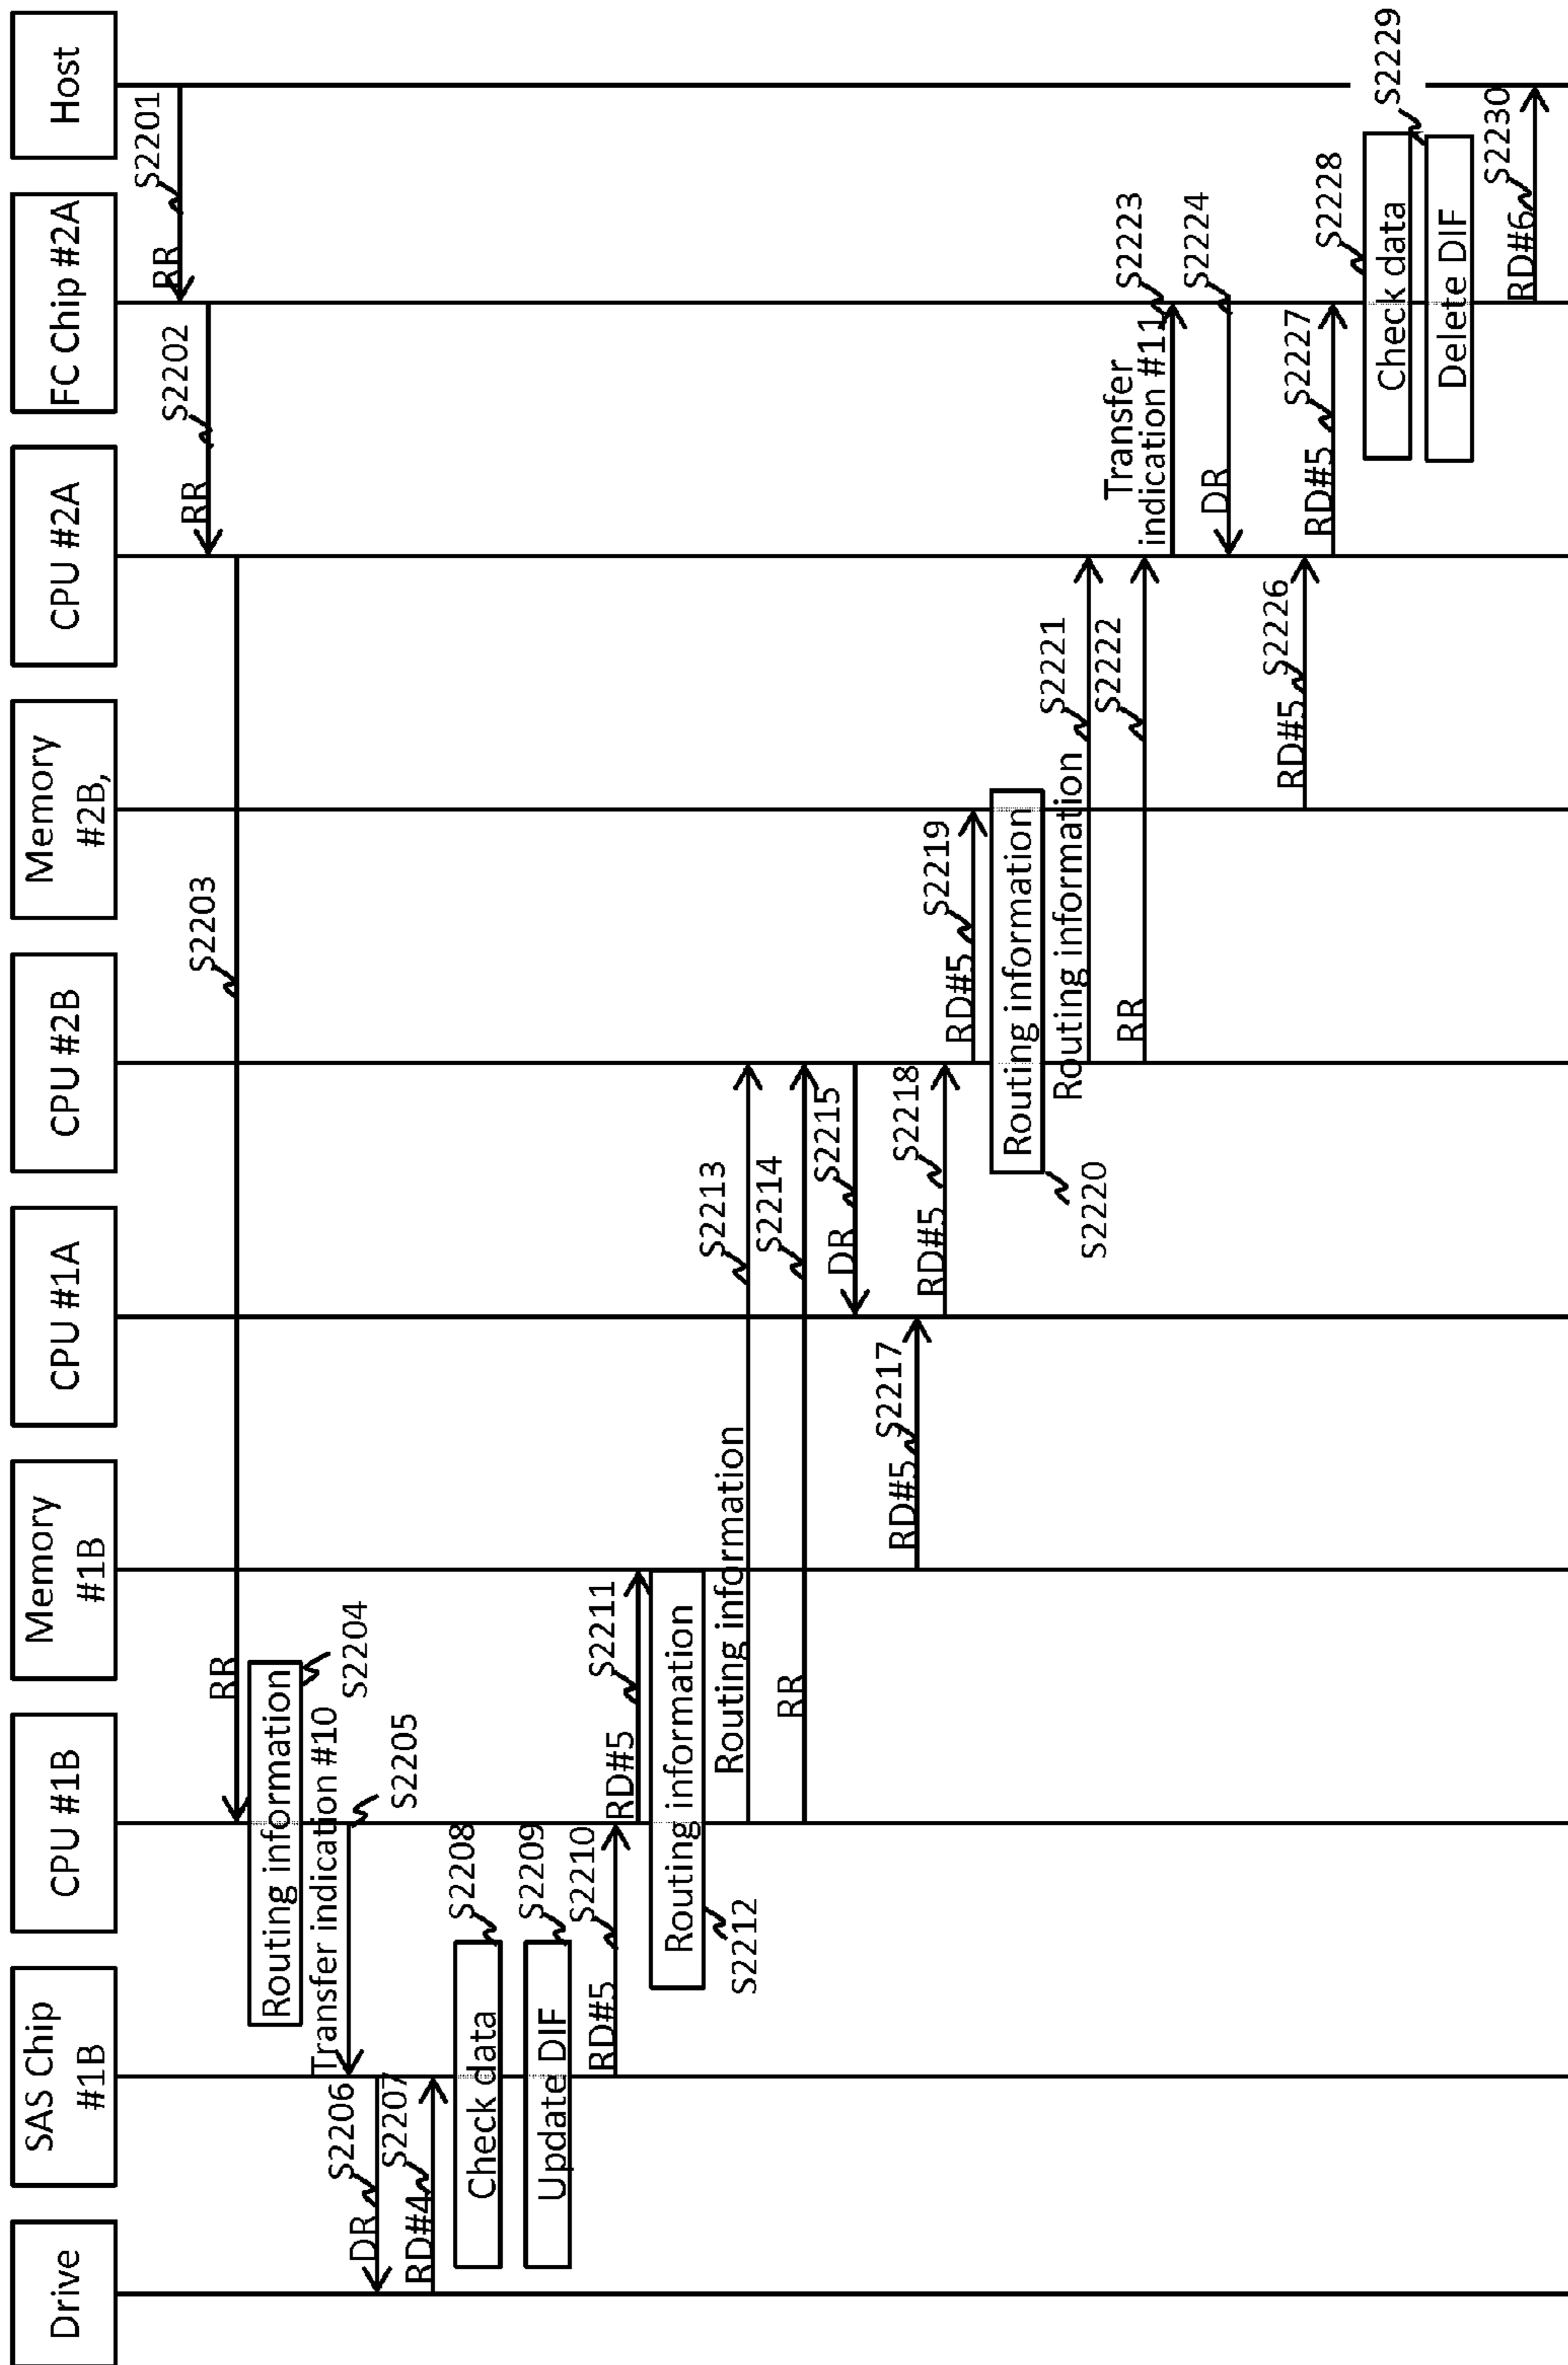 Drive
SAS Chip
#1B
CPU #1B
Memory
#1B
CPU #1A
CPU #2B
Memory
#2B,
CPU #2A
FC Chip #2A
Host
RR
S2201
RR
S2202
RR
S2203
Routing information
S2204
Transfer indication #10
S2205
DR
S2206
RD#4
S2207
Check data
S2208
Update DIF
S2209
RD#5
S2210
RD#5
S2211
Routing information
S2212
Routing information
S2213
RR
S2214
DR
S2215
RD#5
S2217
RD#5
S2218
RD#5
S2219
Routing information
S2220
Routing information
S2221
RR
S2222
Transfer
indication #11
S2223
DR
S2224
RD#5
S2226
RD#5
S2227
Check data
S2228
Delete DIF
S2229
RD#6
S2230